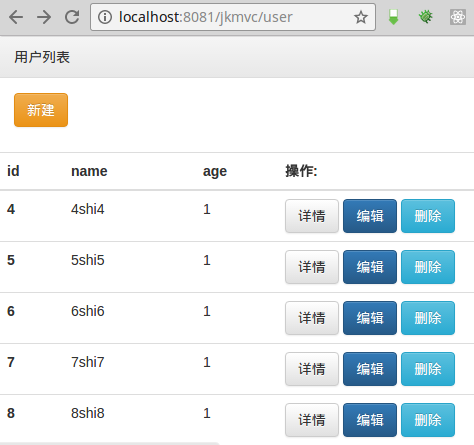 localhost:8081/jkmvc/user
用户列表
新建
id name age 操作:
4 4shi4 1 详情 编辑 删除
5 5shi5 1 详情 编辑 删除
6 6shi6 1 详情 编辑 删除
7 7shi7 1 详情 编辑 删除
8 8shi8 1 详情 编辑 删除